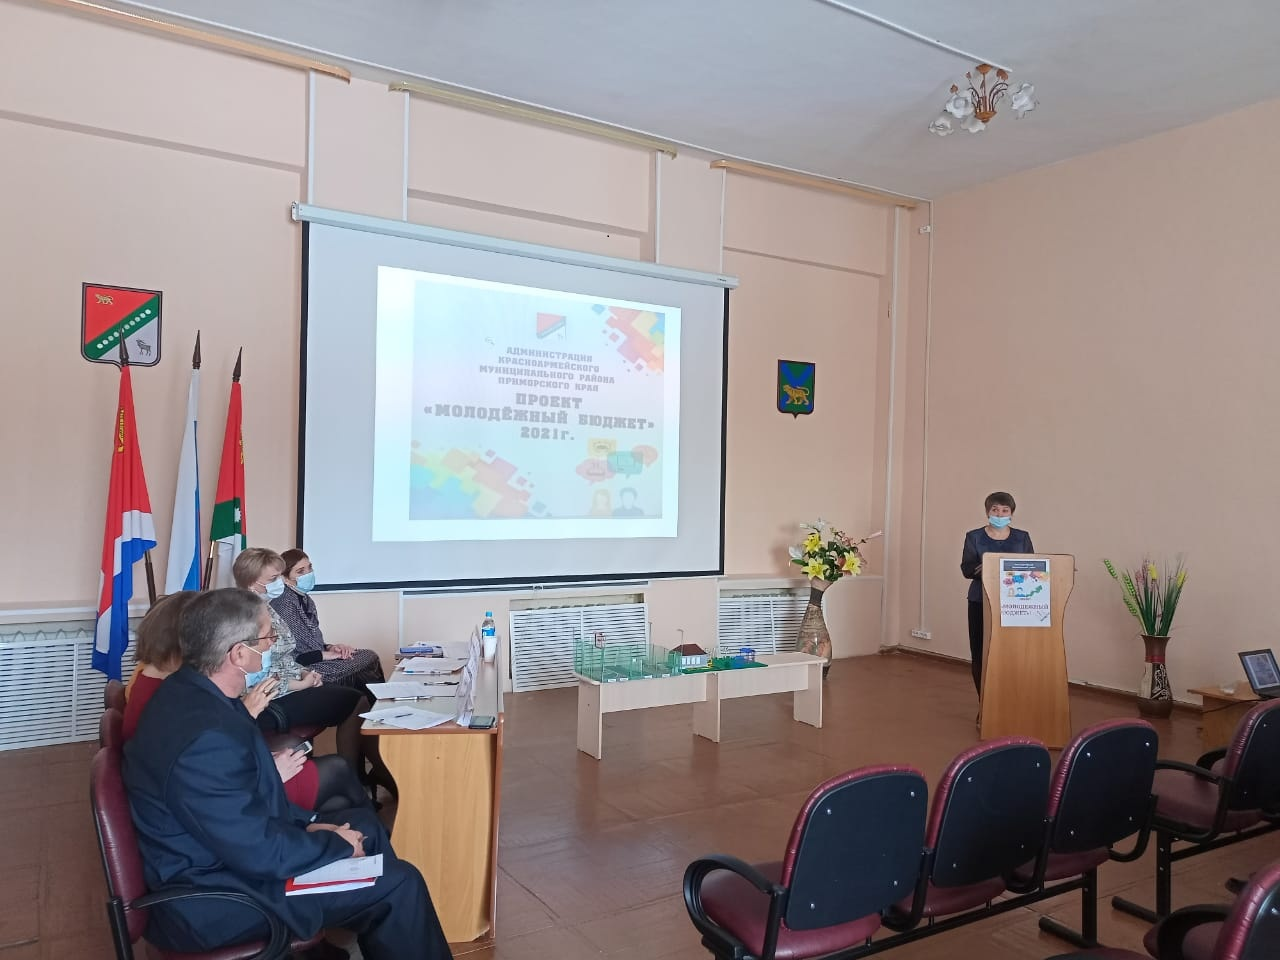 АДМИНИСТРАЦИЯ
КРАСНОАРМЕЙСКОГО
МУНИЦИПАЛЬНОГО РАЙОНА
ПРИМОРСКОГО КРАЯ
ПРОЕКТ
«МОЛОДЁЖНЫЙ БЮДЖЕТ»
2021г.
«МОЛОДЁЖНЫЙ
БЮДЖЕТ»